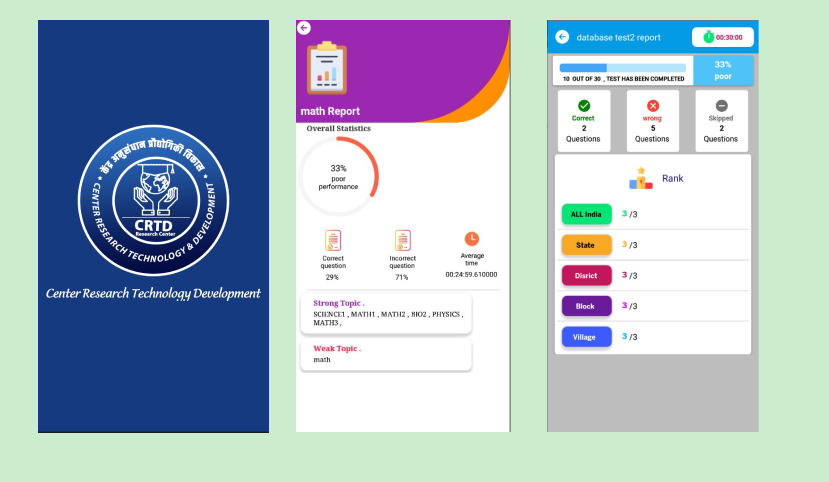 केंद्र अनुसंधान प्रौद्योगिकी विकास
CENTER RESEARCH TECHNOLOGY & DEVELOPMENT
CRTD
Research Center
Center Research Technology Development
math Report
Overall Statistics
33%
poor
performance
Correct
question
29%
Incorrect
question
71%
Average
time
00:24:59.610000
Strong Topic .
SCIENCE1 , MATH1 , MATH2 , BIO2 , PHYSICS ,
MATH3 ,
Weak Topic .
math
database test2 report
00:30:00
10 OUT OF 30 , TEST HAS BEEN COMPLETED
33%
poor
Correct
2
Questions
wrong
5
Questions
Skipped
2
Questions
Rank
ALL India 3 /3
State 3 /3
Disrict 3 /3
Block 3 /3
Village 3 /3